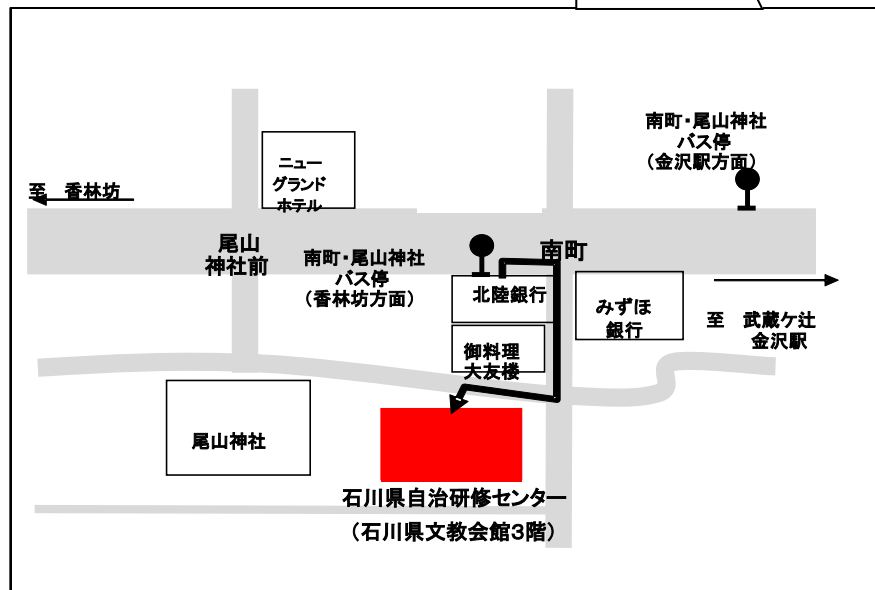 南町・尾山神社
バス停
（金沢駅方面）
ニュー
グランド
ホテル
至　香林坊
尾山
神社前
南町・尾山神社
バス停
（香林坊方面）
南町
北陸銀行
みずほ
銀行
至　武蔵ケ辻
金沢駅
御料理
大友楼
尾山神社
石川県自治研修センター
（石川県文教会館3階）